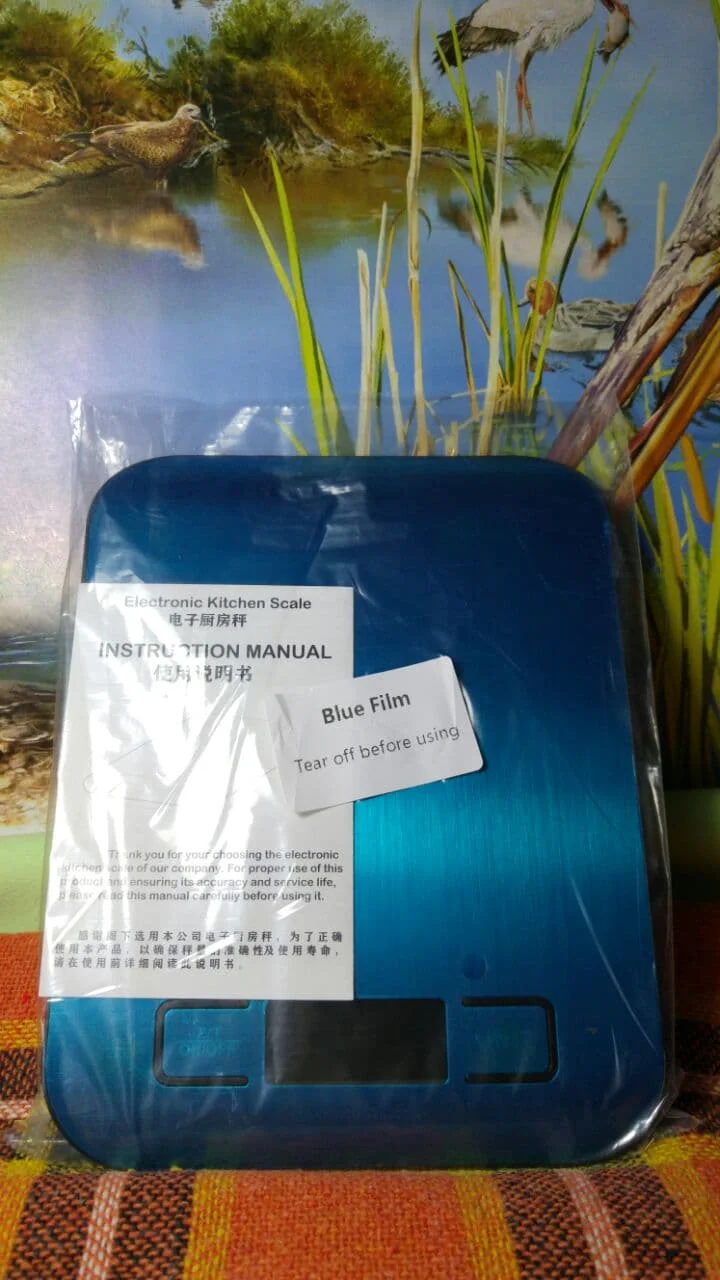 Electronic Kitchen Scale
电子厨房秤
INSTRUCTION MANUAL
使用说明书
Blue Film
Tear off before using
Thank you for your choosing the electronic
kitchen scale of our company. For proper use of this
product and ensuring its accuracy and service life,
please read this manual carefully before using it.
感谢阁下选用本公司电子厨房秤，为了正确
使用本产品，以确保秤量的准确性及使用寿命，
请在使用前详细阅读此说明书。